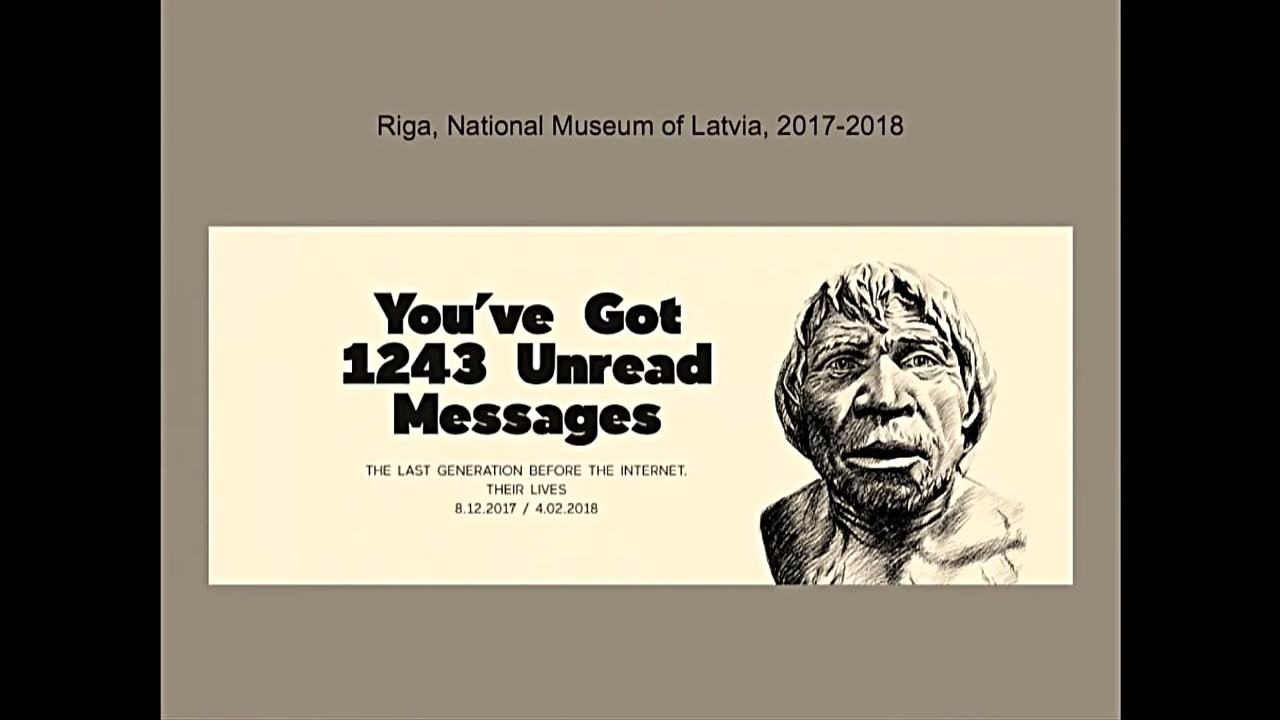 Riga, National Museum of Latvia, 2017-2018
You've Got
1243 Unread
Messages
THE LAST GENERATION BEFORE THE INTERNET.
THEIR LIVES
8.12.2017 / 4.02.2018